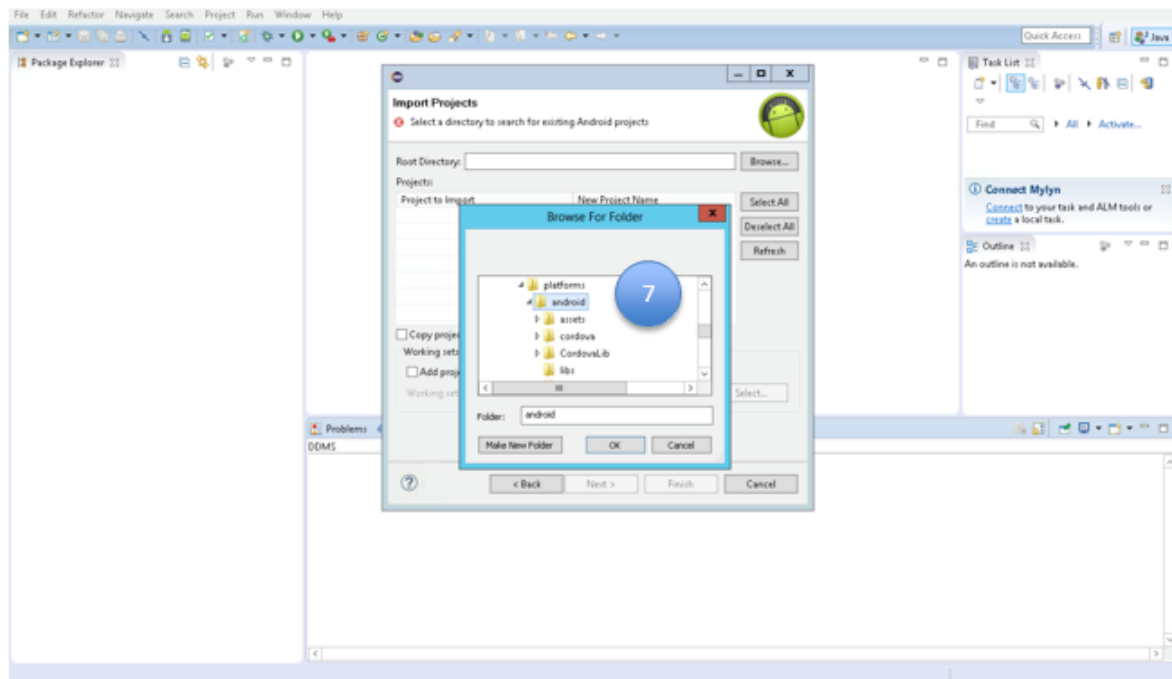 File Edit Refactor Navigate Search Project Run Window Help
Quick Access
Java
Package Explorer
Task List
Find
All
Activate...
Connect Mylyn
Connect to your task and ALM tools or
create a local task.
Outline
An outline is not available.
Import Projects
Select a directory to search for existing Android projects
Root Directory:
Browse...
Projects:
Project to Import
New Project Name
Select All
Deselect All
Refresh
Browse For Folder
7
platforms
android
assets
cordova
CordovaLib
libs
Folder:
android
Make New Folder
OK
Cancel
Copy proje
Working sets
Add proj
Working set
Select...
? < Back Next > Finish Cancel
Problems
DDMS